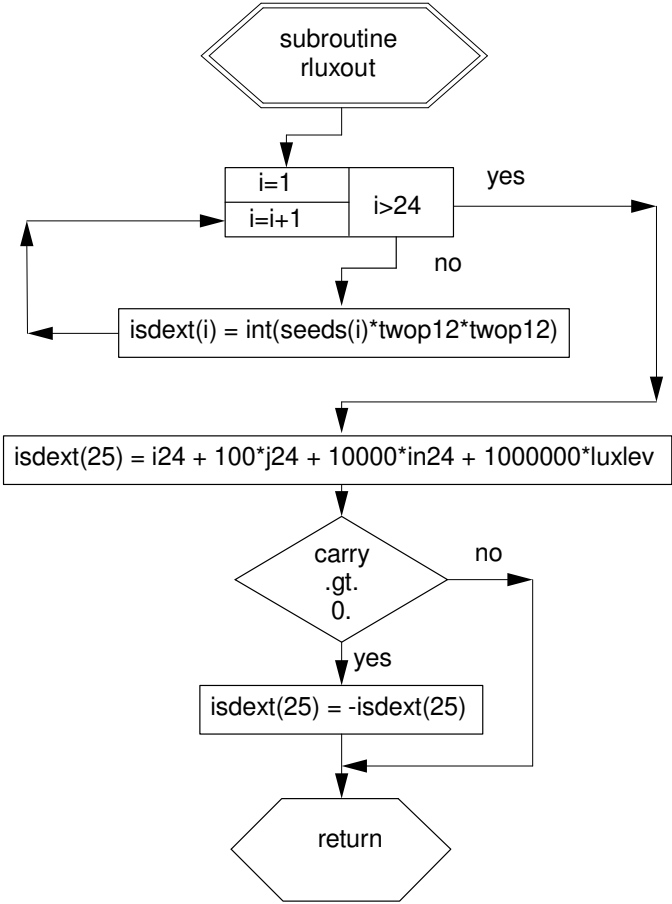 subroutine
rluxout
i=1
i=i+1
i>24
yes
no
isdext(i) = int(seeds(i)*twop12*twop12)
isdext(25) = i24 + 100*j24 + 10000*in24 + 1000000*luxlev
carry
.gt.
0.
no
yes
isdext(25) = -isdext(25)
return